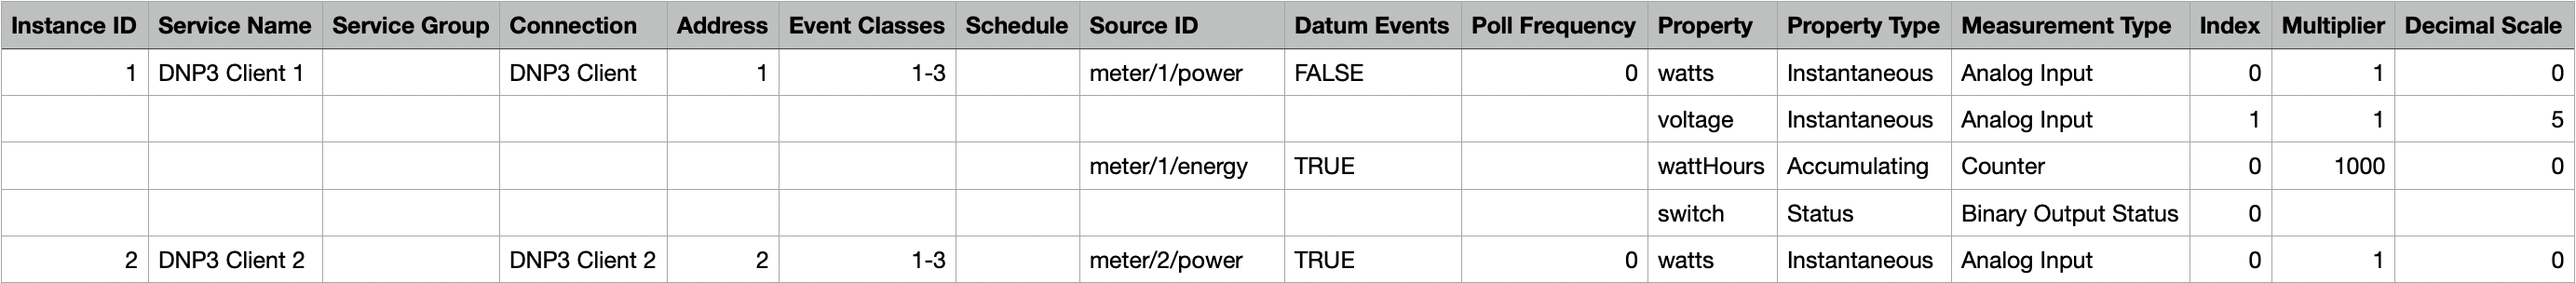 Instance ID Service Name Service Group Connection Address Event Classes Schedule Source ID Datum Events Poll Frequency Property Property Type Measurement Type Index Multiplier Decimal Scale
1 DNP3 Client 1 DNP3 Client 1 1-3 meter/1/power FALSE 0 watts Instantaneous Analog Input 0 1 0
voltage Instantaneous Analog Input 1 1 5
meter/1/energy TRUE wattHours Accumulating Counter 0 1000 0
switch Status Binary Output Status 0
2 DNP3 Client 2 DNP3 Client 2 2 1-3 meter/2/power TRUE 0 watts Instantaneous Analog Input 0 1 0